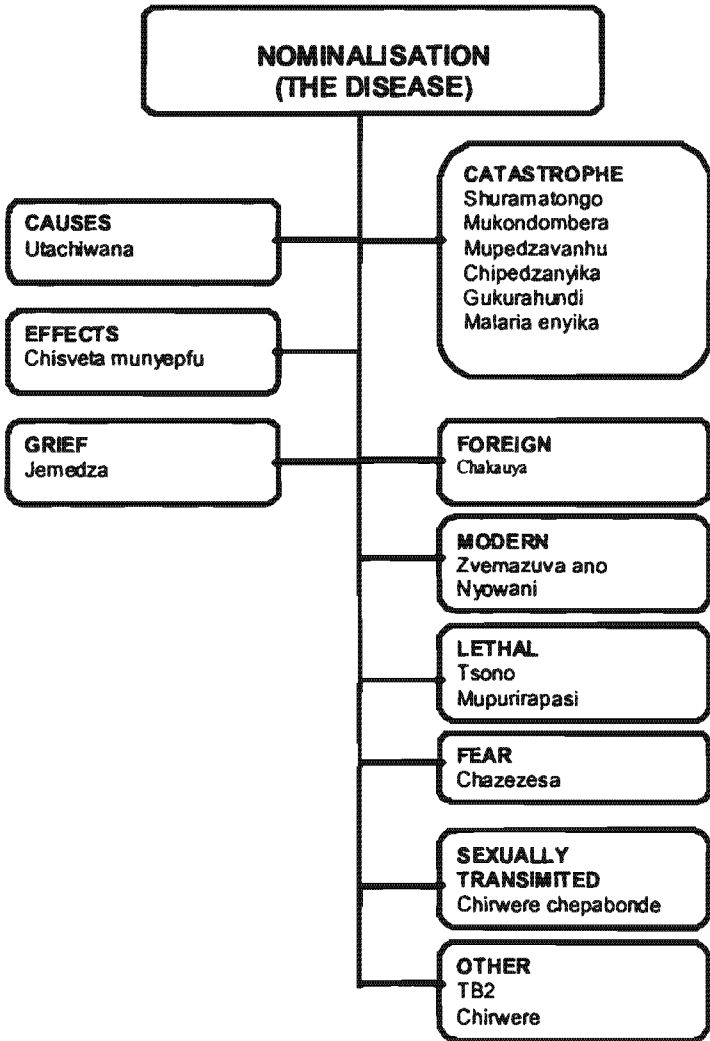 NOMINALISATION
(THE DISEASE)
CAUSES
Utachiwana
EFFECTS
Chisveta munyepfu
GRIEF
Jemedza
CATASTROPHE
Shuramatongo
Mukondombera
Mupedzavanhu
Chipedzanyika
Gukurahundi
Malaria enyika
FOREIGN
Chakauya
MODERN
Zvemazuva ano
Nyowani
LETHAL
Tsono
Mupurirapasi
FEAR
Chazezesa
SEXUALLY
TRANSIMITED
Chirwere chepabonde
OTHER
TB2
Chirwere